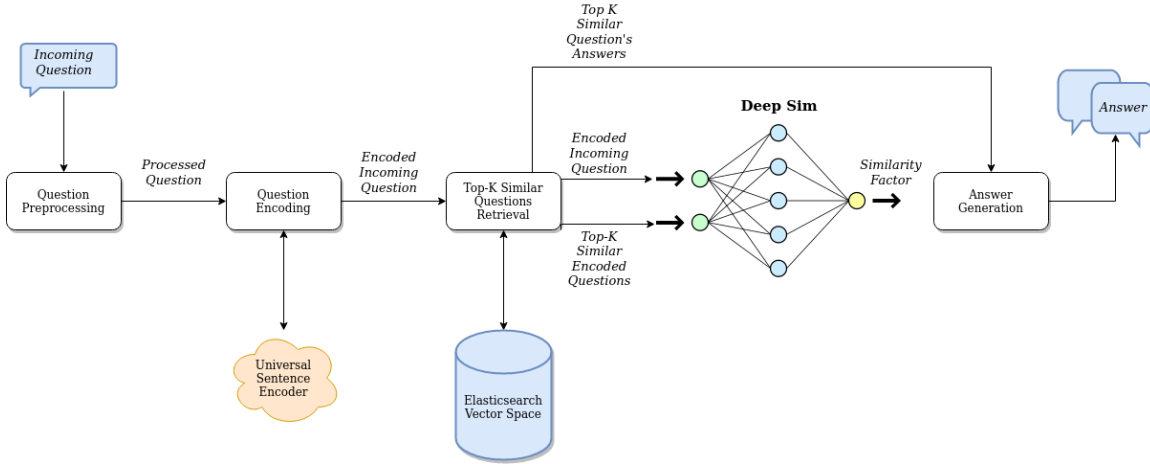 Incoming
Question
Question
Preprocessing
Processed
Question
Question
Encoding
Universal
Sentence
Encoder
Encoded
Incoming
Question
Top-K Similar
Questions
Retrieval
Elasticsearch
Vector Space
Top K
Similar
Question's
Answers
Encoded
Incoming
Question
Top-K
Similar
Encoded
Questions
Deep Sim
Similarity
Factor
Answer
Generation
Answer